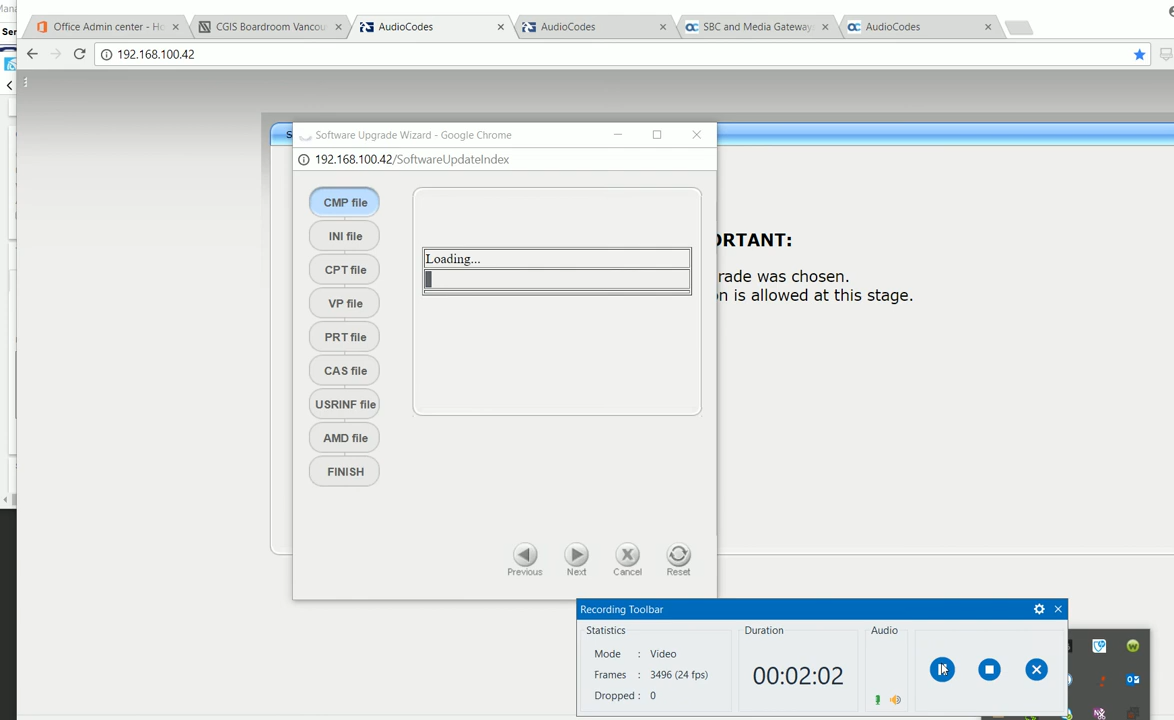 Ser
Office Admin center - Ho
CGIS Boardroom Vancou
AudioCodes
AudioCodes
SBC and Media Gateway
AudioCodes
192.168.100.42
Software Upgrade Wizard - Google Chrome
192.168.100.42/SoftwareUpdateIndex
CMP file
INI file
CPT file
VP file
PRT file
CAS file
USRINF file
AMD file
FINISH
Loading...
Previous
Next
Cancel
Reset
ORTANT:
rade was chosen.
n is allowed at this stage.
Recording Toolbar
Statistics
Mode : Video
Frames : 3496 (24 fps)
Dropped : 0
Duration
00:02:02
Audio